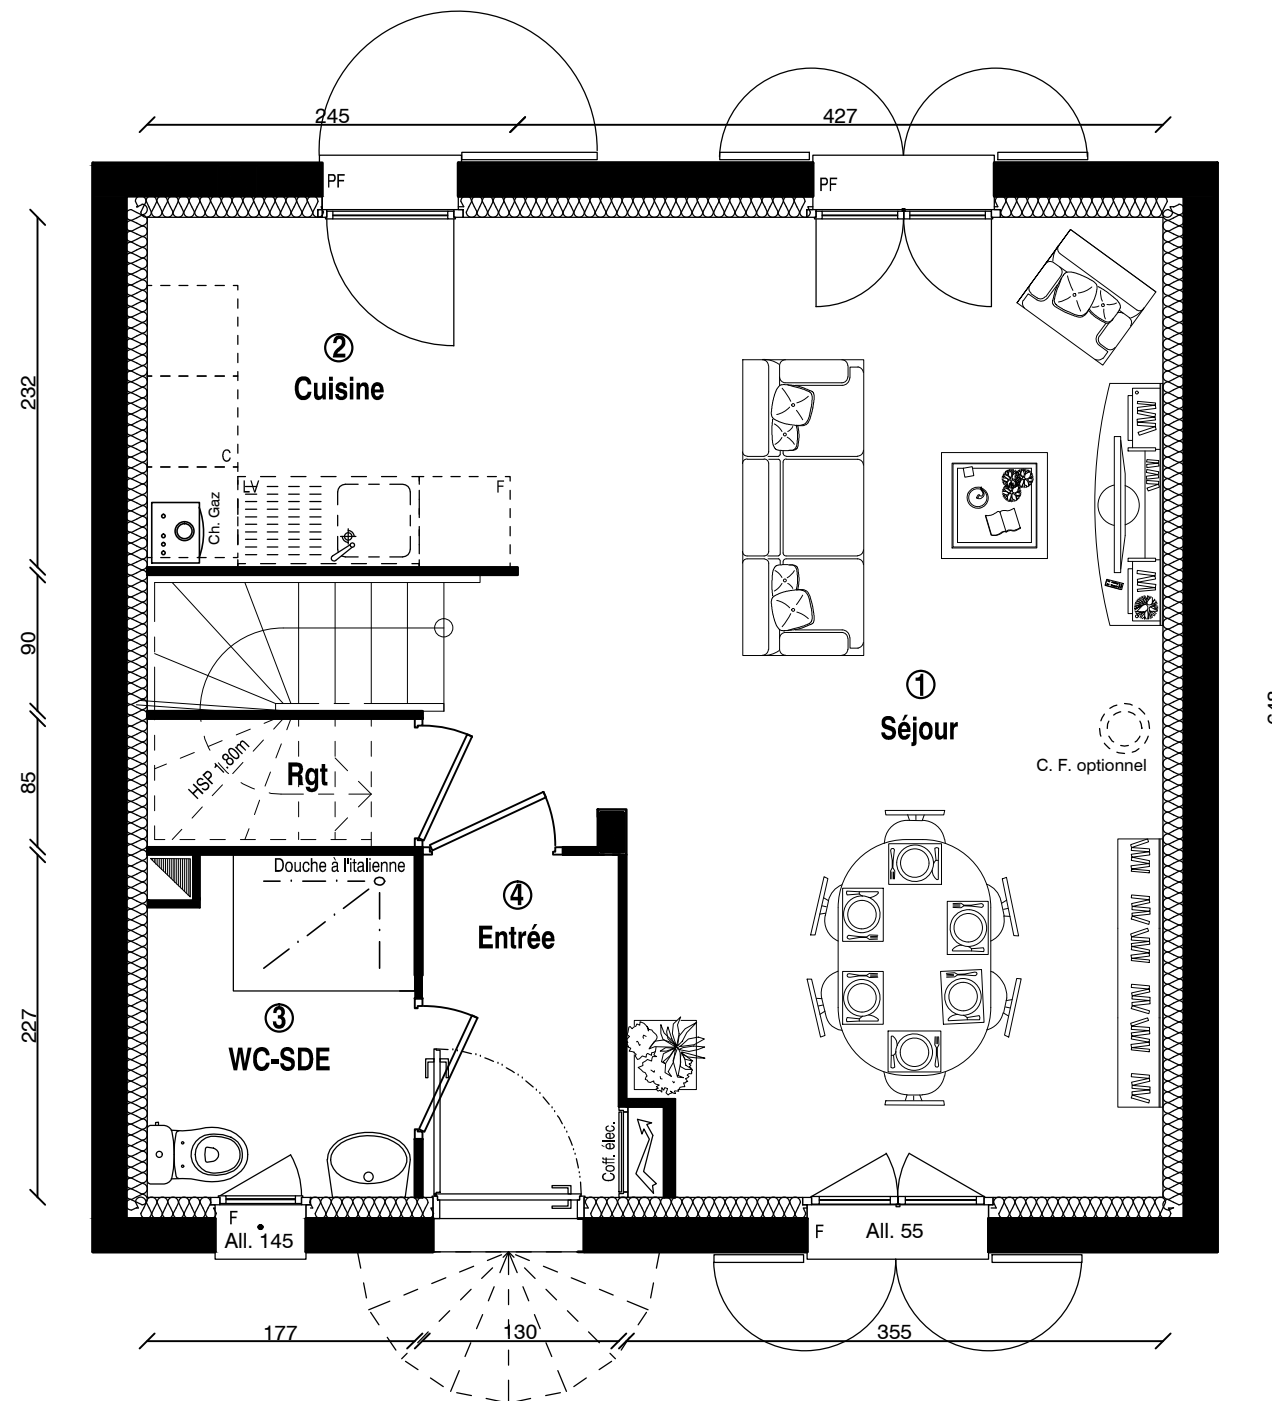 245
427
PF
PF
232
②
Cuisine
C
LV
F
Ch. Gaz
90
①
Séjour
85
HSP 1.80m
Rgt
C. F. optionnel
Douche à l'italienne
④
Entrée
227
③
WC-SDE
Coff. élec.
F
All. 145
F
All. 55
177
130
355